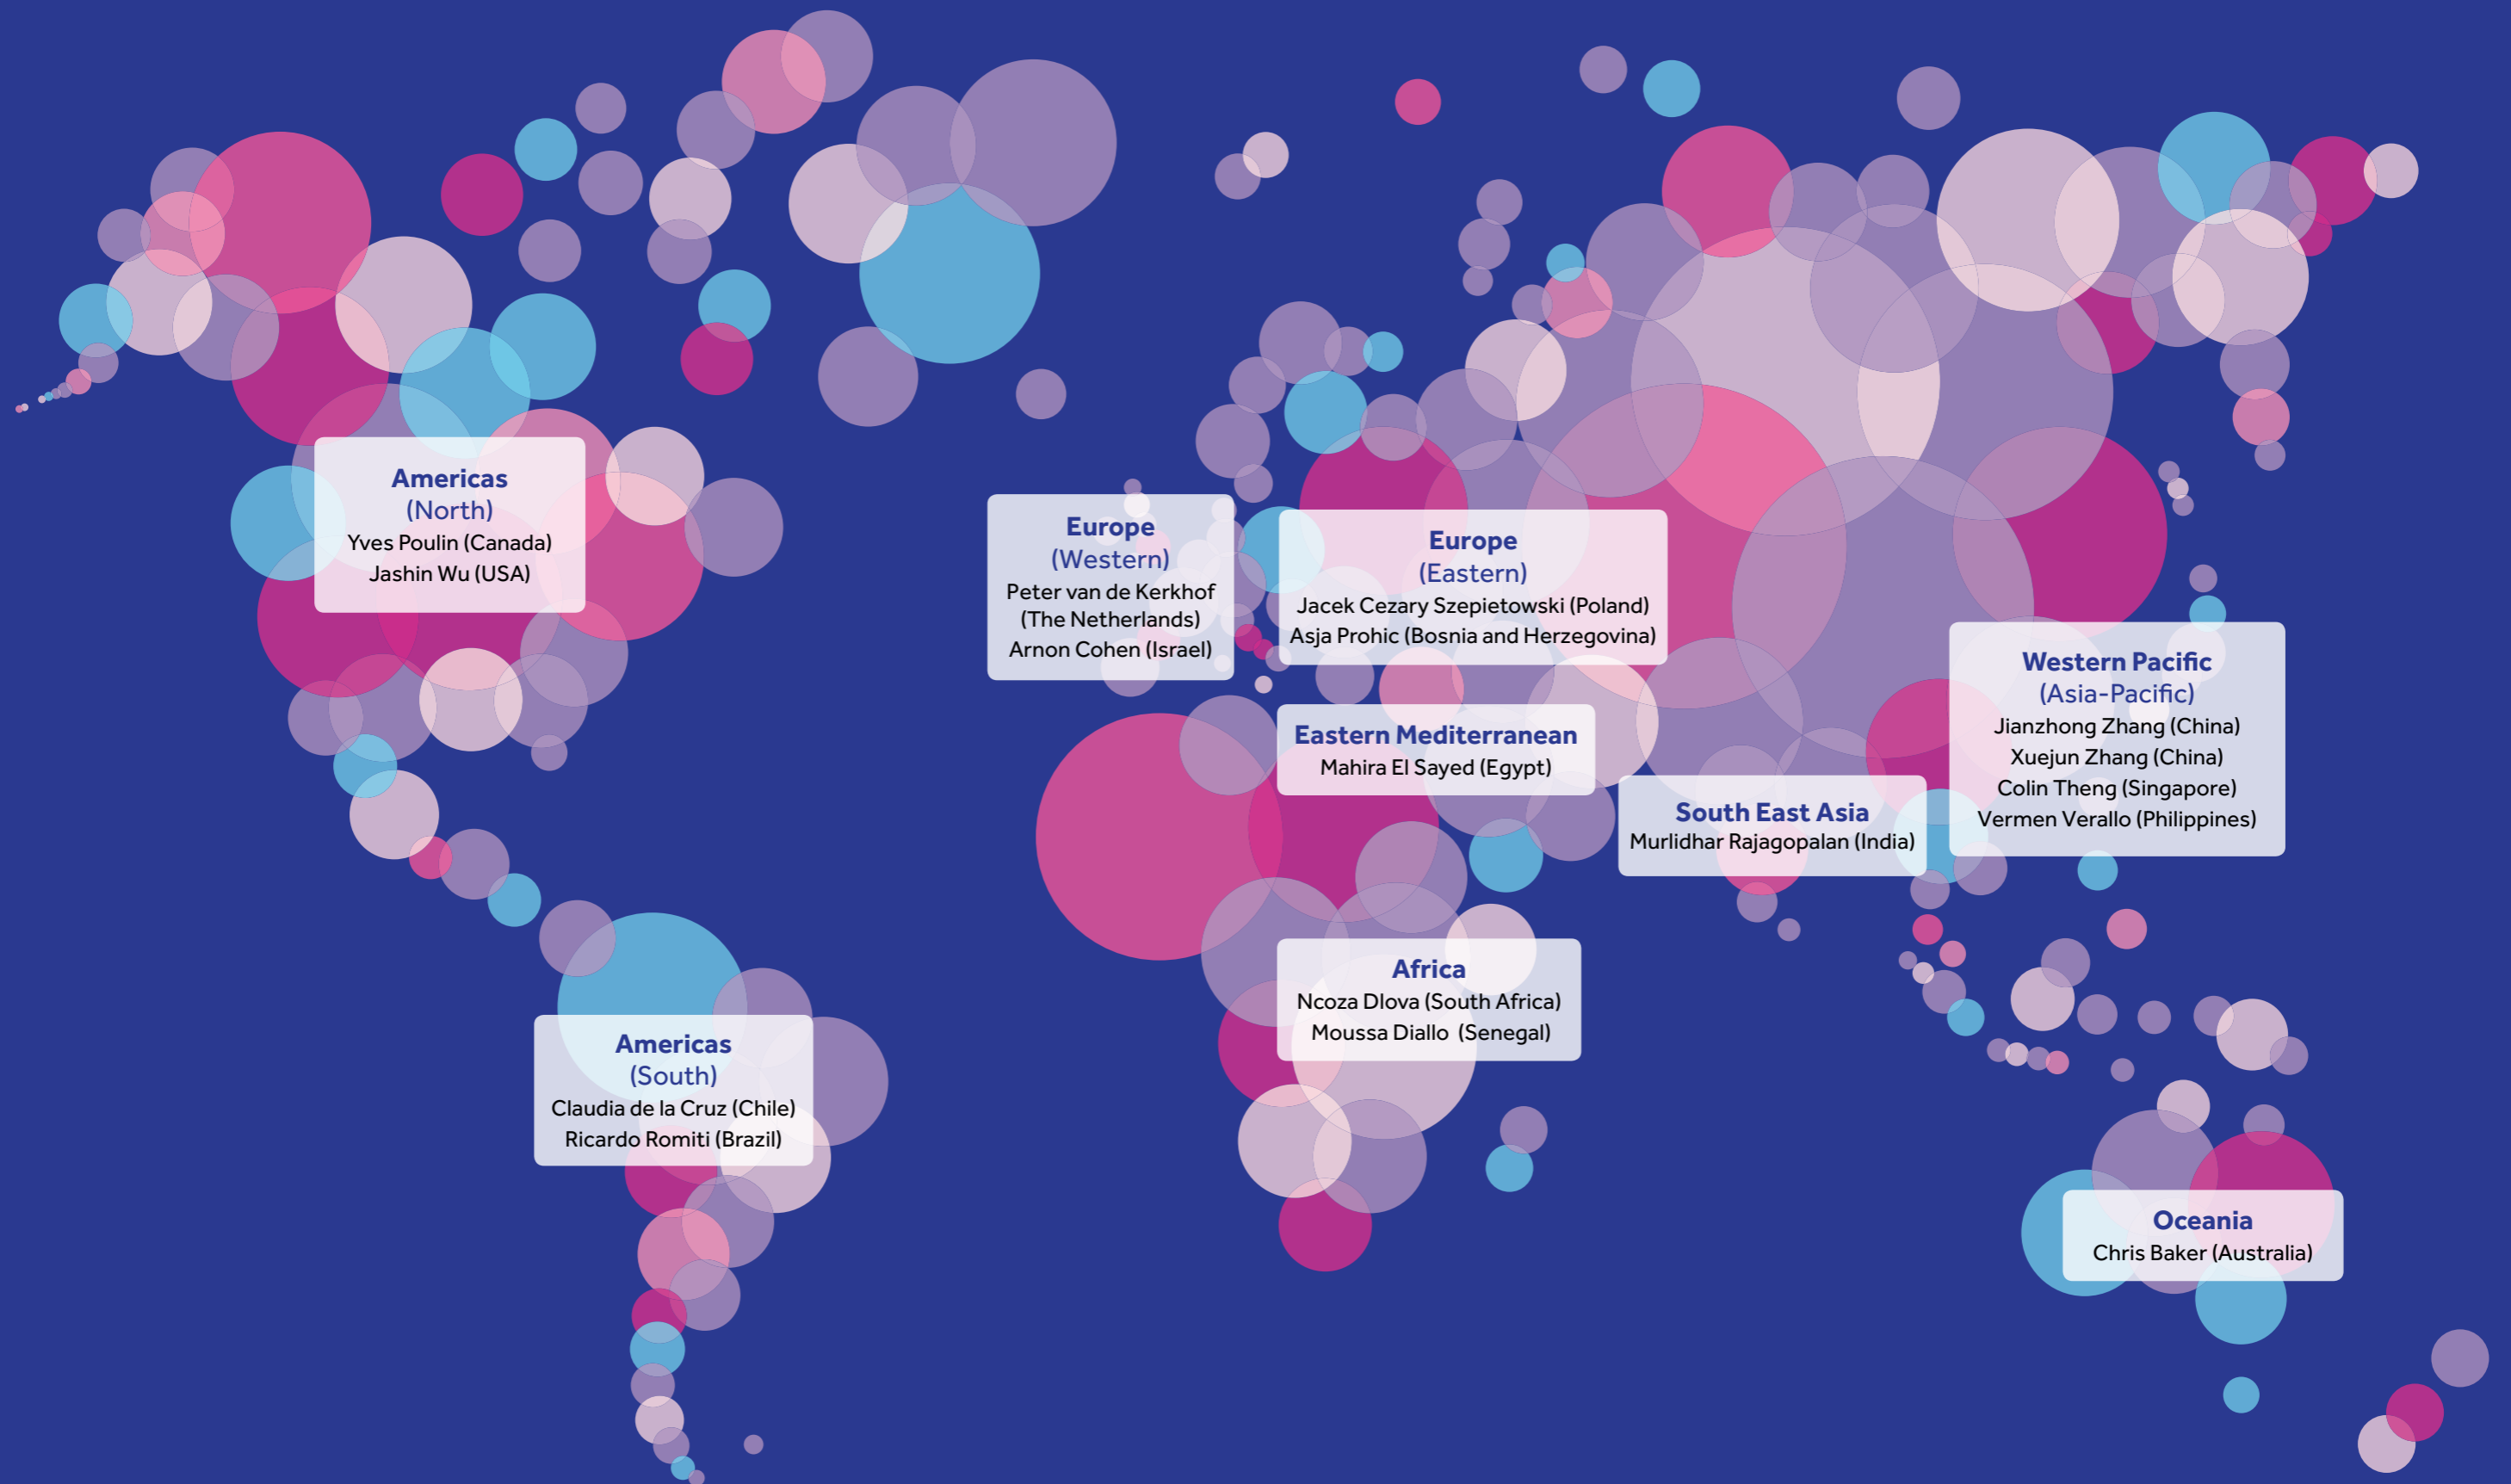 Americas
(North)
Yves Poulin (Canada)
Jashin Wu (USA)
Europe
(Western)
Peter van de Kerkhof
(The Netherlands)
Arnon Cohen (Israel)
Europe
(Eastern)
Jacek Cezary Szepietowski (Poland)
Asja Prohic (Bosnia and Herzegovina)
Eastern Mediterranean
Mahira El Sayed (Egypt)
South East Asia
Murlidhar Rajagopalan (India)
Western Pacific
(Asia-Pacific)
Jianzhong Zhang (China)
Xuejun Zhang (China)
Colin Theng (Singapore)
Vermen Verallo (Philippines)
Africa
Ncoza Dlova (South Africa)
Moussa Diallo (Senegal)
Americas
(South)
Claudia de la Cruz (Chile)
Ricardo Romiti (Brazil)
Oceania
Chris Baker (Australia)